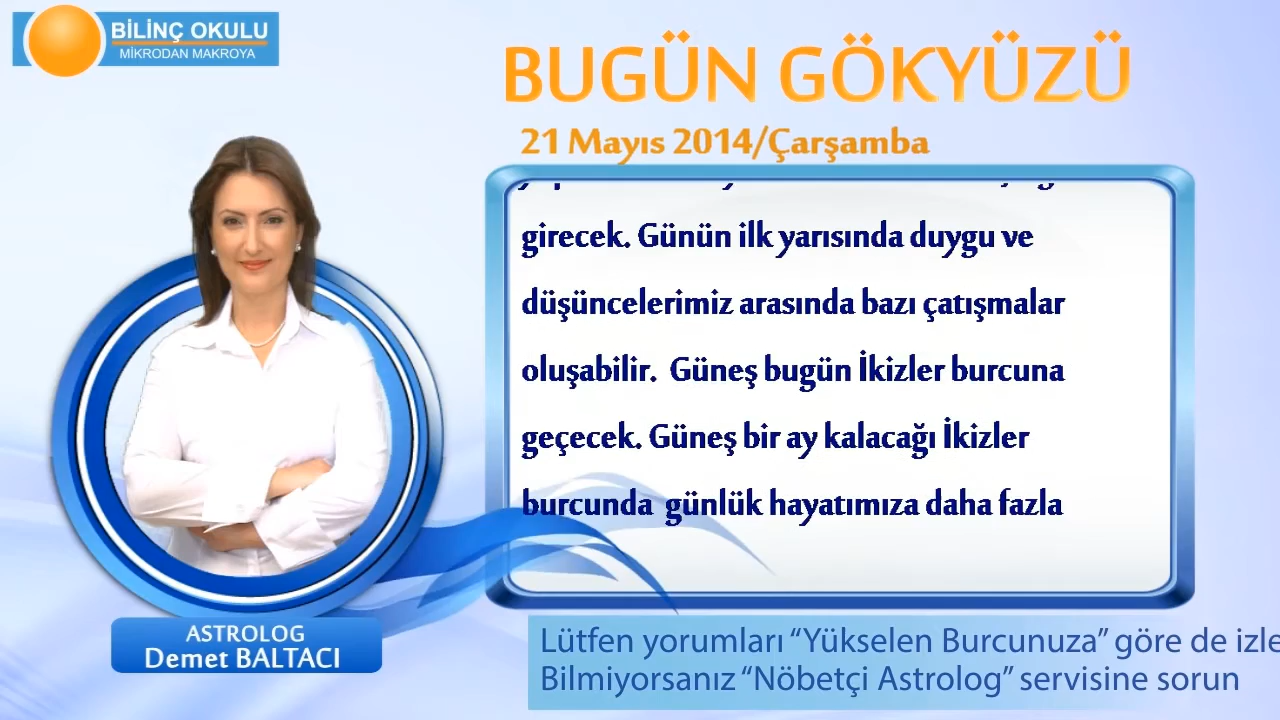 BİLİNÇ OKULU
MİKRODAN MAKROYA
BUGÜN GÖKYÜZÜ
21 Mayıs 2014/Çarşamba
girecek. Günün ilk yarısında duygu ve
düşüncelerimiz arasında bazı çatışmalar
oluşabilir. Güneş bugün İkizler burcuna
geçecek. Güneş bir ay kalacağı İkizler
burcunda günlük hayatımıza daha fazla
ASTROLOG
Demet BALTACI
Lütfen yorumları “Yükselen Burcunuza” göre de izle
Bilmiyorsanız “Nöbetçi Astrolog” servisine sorun